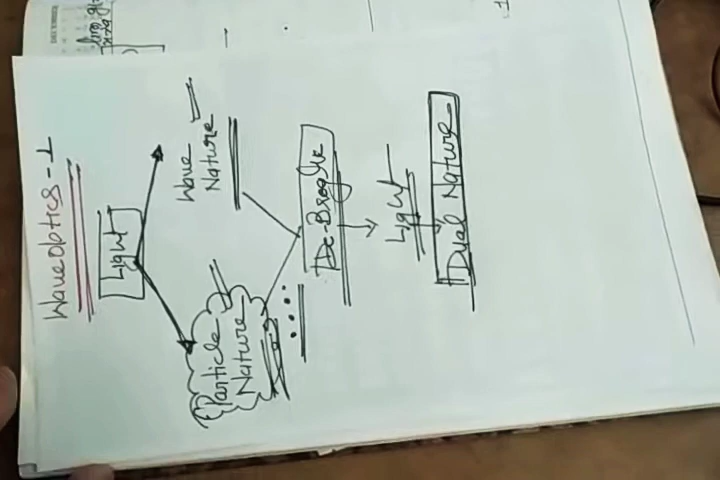 Wave Optics - 1
Light
Particle
Nature
Wave
Nature
De-Broglie
Light
Dual Nature